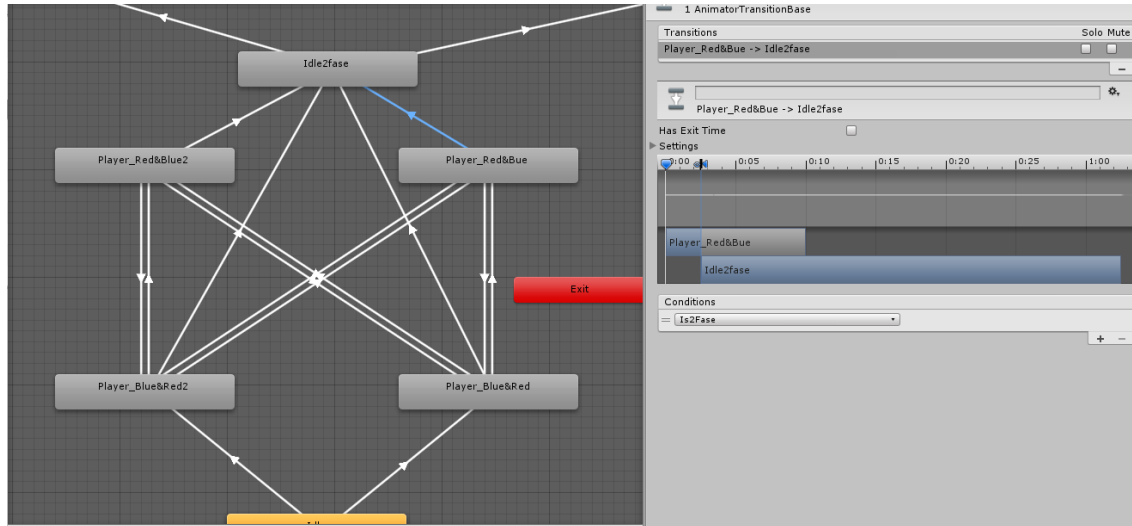 1 AnimatorTransitionBase
Transitions Solo Mute
Player_Red&Bue -> Idle2fase
Player_Red&Bue -> Idle2fase
Has Exit Time
Settings
0:00 0:05 0:10 0:15 0:20 0:25 1:00
Player_Red&Bue
Idle2fase
Conditions
Is2Fase
Idle2fase
Player_Red&Blue2 Player_Red&Bue
Exit
Player_Blue&Red2 Player_Blue&Red